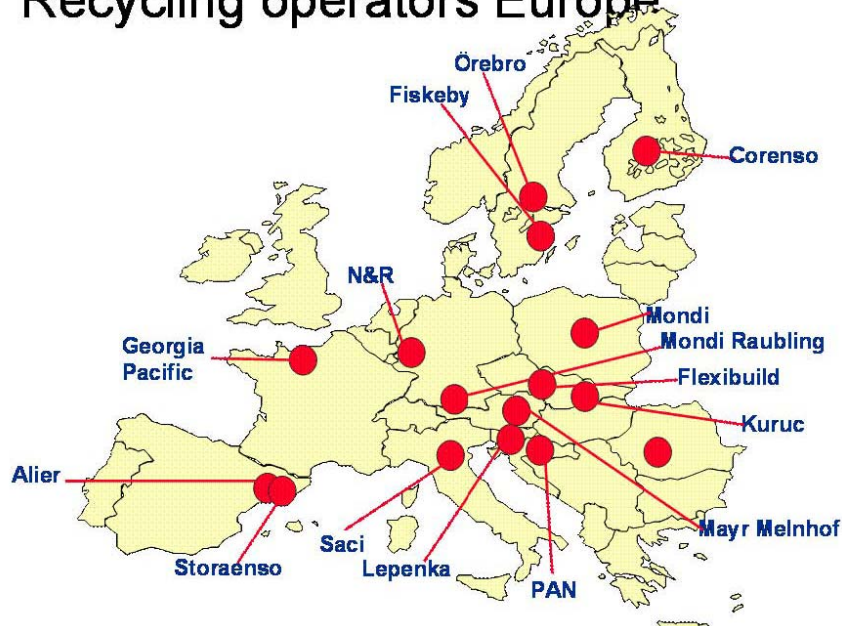 Recycling operators Europe
Örebro
Fiskeby
Corenso
N&R
Mondi
Georgia
Pacific
Mondi Raubling
Flexibuild
Kuruc
Alier
Saci
Mayr Melnhof
Storaenso
Lepenka
PAN